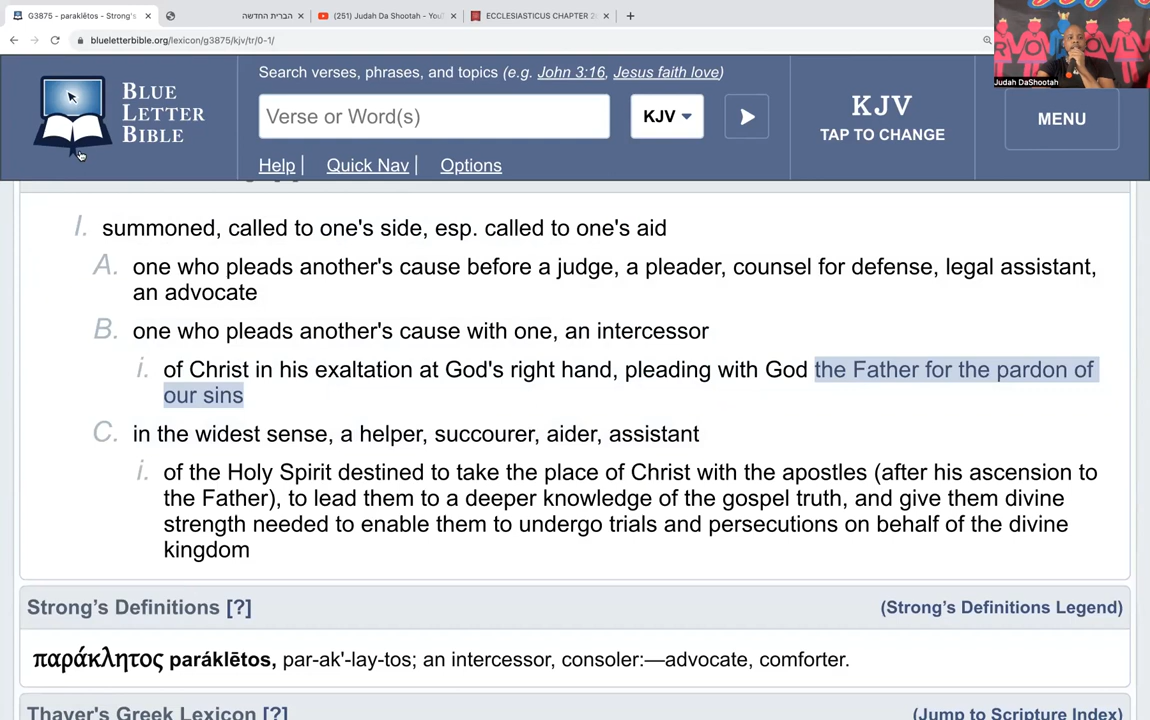 G3875 - paraklētos - Strong's
הברית החדשה
(251) Judah Da Shootah - You
ECCLESIASTICUS CHAPTER 2
blueletterbible.org/lexicon/g3875/kjv/tr/0-1/
Judah DaShootah
BLUE
LETTER
BIBLE
Search verses, phrases, and topics (e.g. John 3:16, Jesus faith love)
Verse or Word(s)
KJV
Help | Quick Nav | Options
KJV
TAP TO CHANGE
MENU
I. summoned, called to one's side, esp. called to one's aid
A. one who pleads another's cause before a judge, a pleader, counsel for defense, legal assistant,
an advocate
B. one who pleads another's cause with one, an intercessor
i. of Christ in his exaltation at God's right hand, pleading with God the Father for the pardon of
our sins
C. in the widest sense, a helper, succourer, aider, assistant
i. of the Holy Spirit destined to take the place of Christ with the apostles (after his ascension to
the Father), to lead them to a deeper knowledge of the gospel truth, and give them divine
strength needed to enable them to undergo trials and persecutions on behalf of the divine
kingdom
Strong's Definitions [?]
(Strong's Definitions Legend)
παράκλητος paráklētos, par-ak'-lay-tos; an intercessor, consoler:—advocate, comforter.
Thayer's Greek Lexicon [?]
(Jump to Scripture Index)